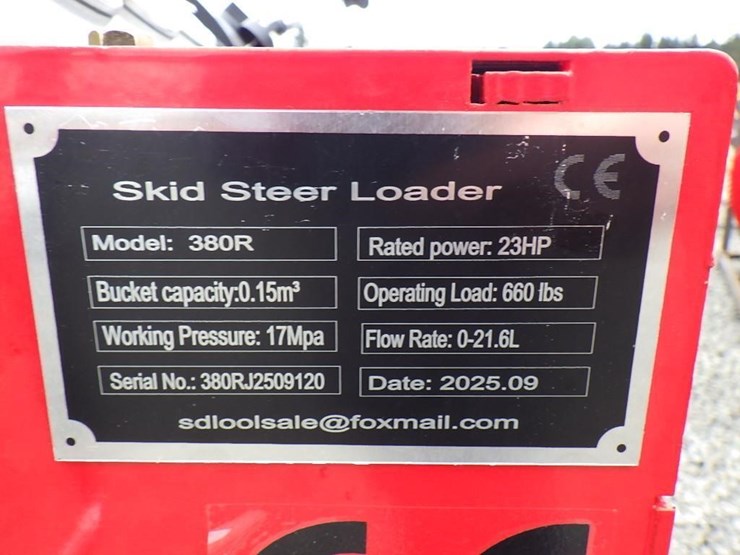 CE
Skid Steer Loader
Model: 380R
Rated power: 23HP
Bucket capacity:0.15m³
Operating Load: 660 lbs
Working Pressure: 17Mpa
Flow Rate: 0-21.6L
Serial No.: 380RJ2509120
Date: 2025.09
sdloolsale@foxmail.com